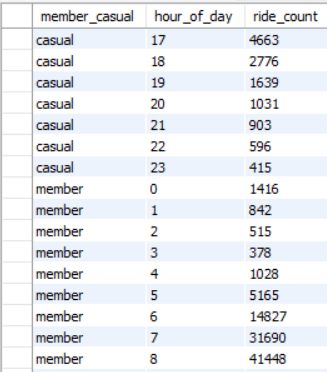 member_casual hour_of_day ride_count
casual 17 4663
casual 18 2776
casual 19 1639
casual 20 1031
casual 21 903
casual 22 596
casual 23 415
member 0 1416
member 1 842
member 2 515
member 3 378
member 4 1028
member 5 5165
member 6 14827
member 7 31690
member 8 41448